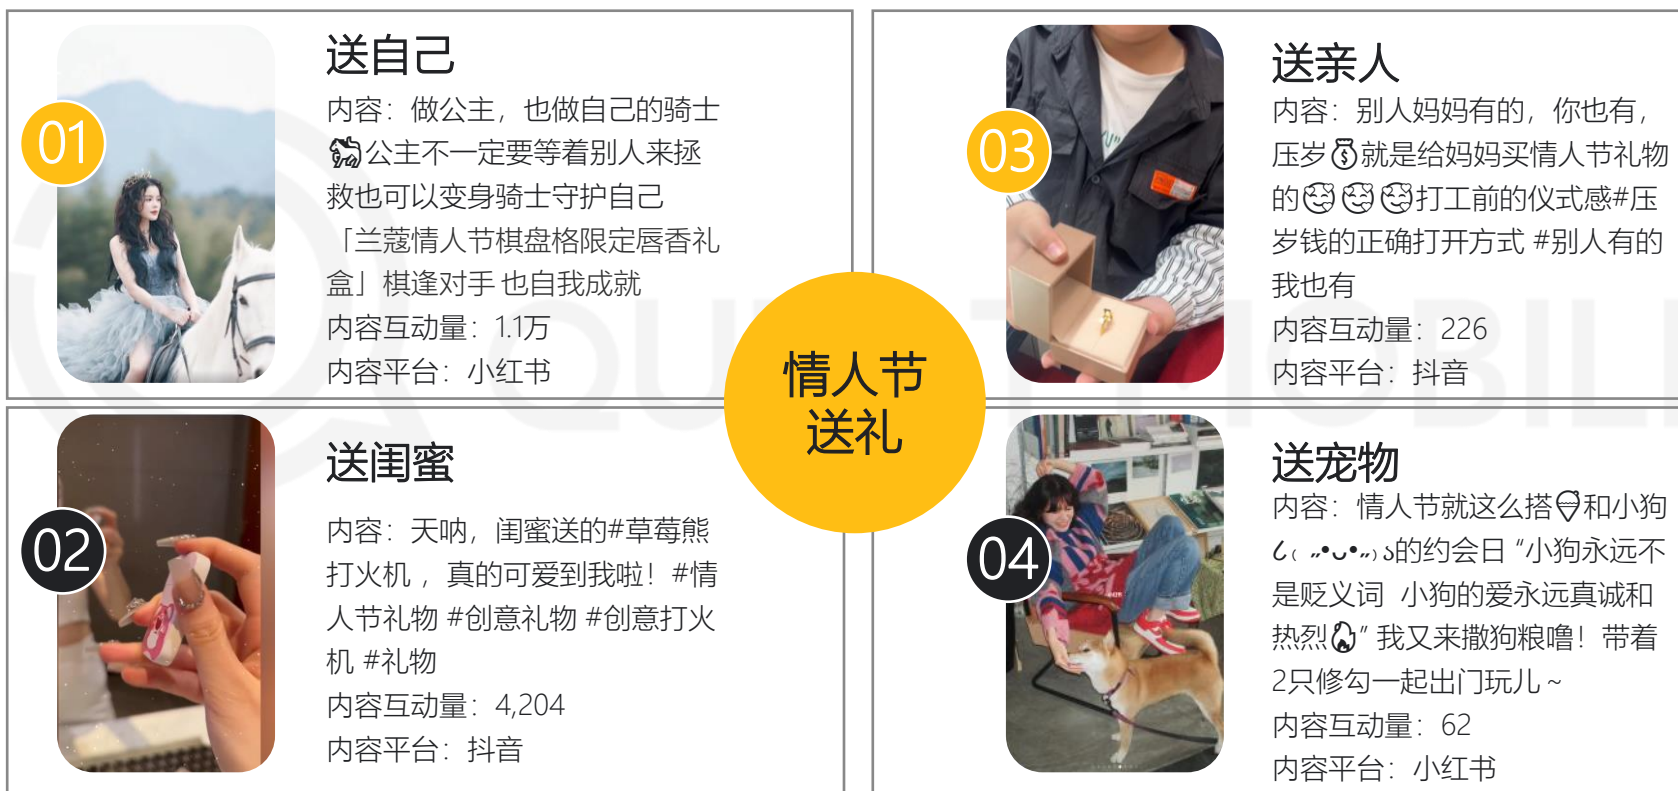 01
送自己
内容：做公主，也做自己的骑士
🏇公主不一定要等着别人来拯
救也可以变身骑士守护自己
「兰蔻情人节棋盘格限定唇香礼
盒」棋逢对手 也自我成就
内容互动量：1.1万
内容平台：小红书
02
送闺蜜
内容：天呐，闺蜜送的#草莓熊
打火机 ，真的可爱到我啦！#情
人节礼物 #创意礼物 #创意打火
机 #礼物
内容互动量：4,204
内容平台：抖音
情人节
送礼
03
送亲人
内容：别人妈妈有的，你也有，
压岁💰就是给妈妈买情人节礼物
的🥰🥰🥰打工前的仪式感#压
岁钱的正确打开方式 #别人有的
我也有
内容互动量：226
内容平台：抖音
04
送宠物
内容：情人节就这么搭🍨和小狗
૮₍ ˶•ᴗ•˶₎ა的约会日 “小狗永远不
是贬义词 小狗的爱永远真诚和
热烈🔥” 我又来撒狗粮噜！带着
2只修勾一起出门玩儿 ~
内容互动量：62
内容平台：小红书